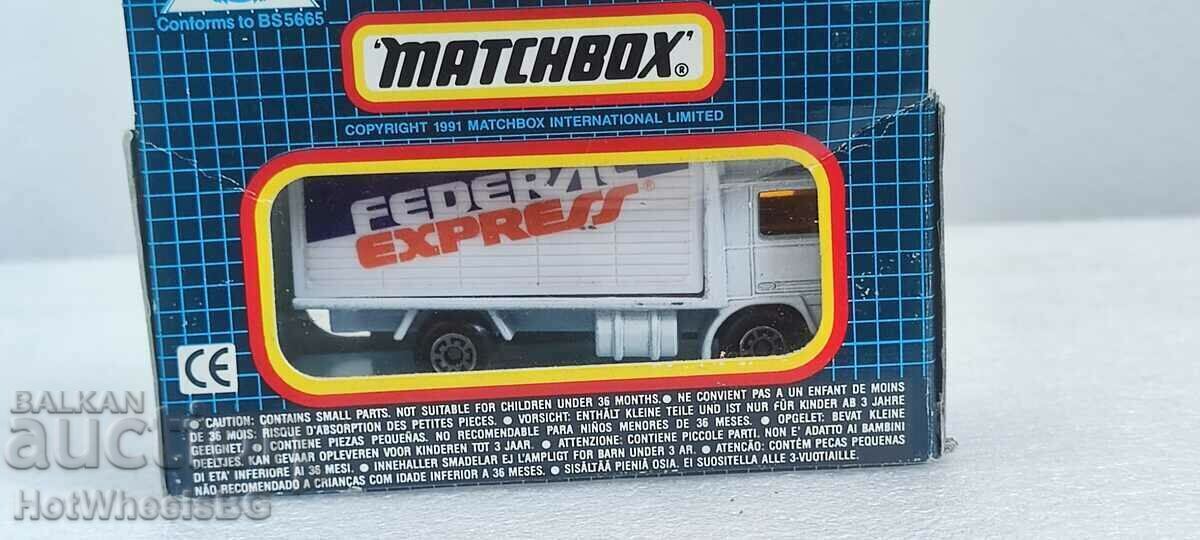 Conforms to BS5665
'MATCHBOX'®
COPYRIGHT 1991 MATCHBOX INTERNATIONAL LIMITED
FEDERAL
EXPRESS®
CE
CAUTION: CONTAINS SMALL PARTS. NOT SUITABLE FOR CHILDREN UNDER 36 MONTHS. ● NE CONVIENT PAS A UN ENFANT DE MOINS
DE 36 MOIS: RISQUE D'ABSORPTION DES PETITES PIECES. ● VORSICHT: ENTHÄLT KLEINE TEILE UND IST NUR FÜR KINDER AB 3 JAHRE
GEEIGNET. ● CONTIENE PIEZAS PEQUEÑAS. NO RECOMENDABLE PARA NIÑOS MENORES DE 36 MESES. ● OPGELET: BEVAT KLEINE
DEELTJES. KAN GEVAAR OPLEVEREN VOOR KINDEREN TOT 3 JAAR. ● ATTENZIONE: CONTIENE PICCOLE PARTI. NON E' ADATTO AI BAMBINI
DI ETA' INFERIORE AI 36 MESI. ● INNEHALLER SMADELAR EJ LAMPLIGT FOR BARN UNDER 3 AR. ● ATENCÃO: CONTÉM PECAS PEQUENAS
NÃO RECOMENDADO A CRIANÇAS COM IDADE INFERIOR A 36 MESES. ● SISÄLTÄÄ PIENIÄ OSIA. EI SUOSITELLA ALLE 3-VUOTIAILLE.
BALKAN
auction
HotWheelsBG